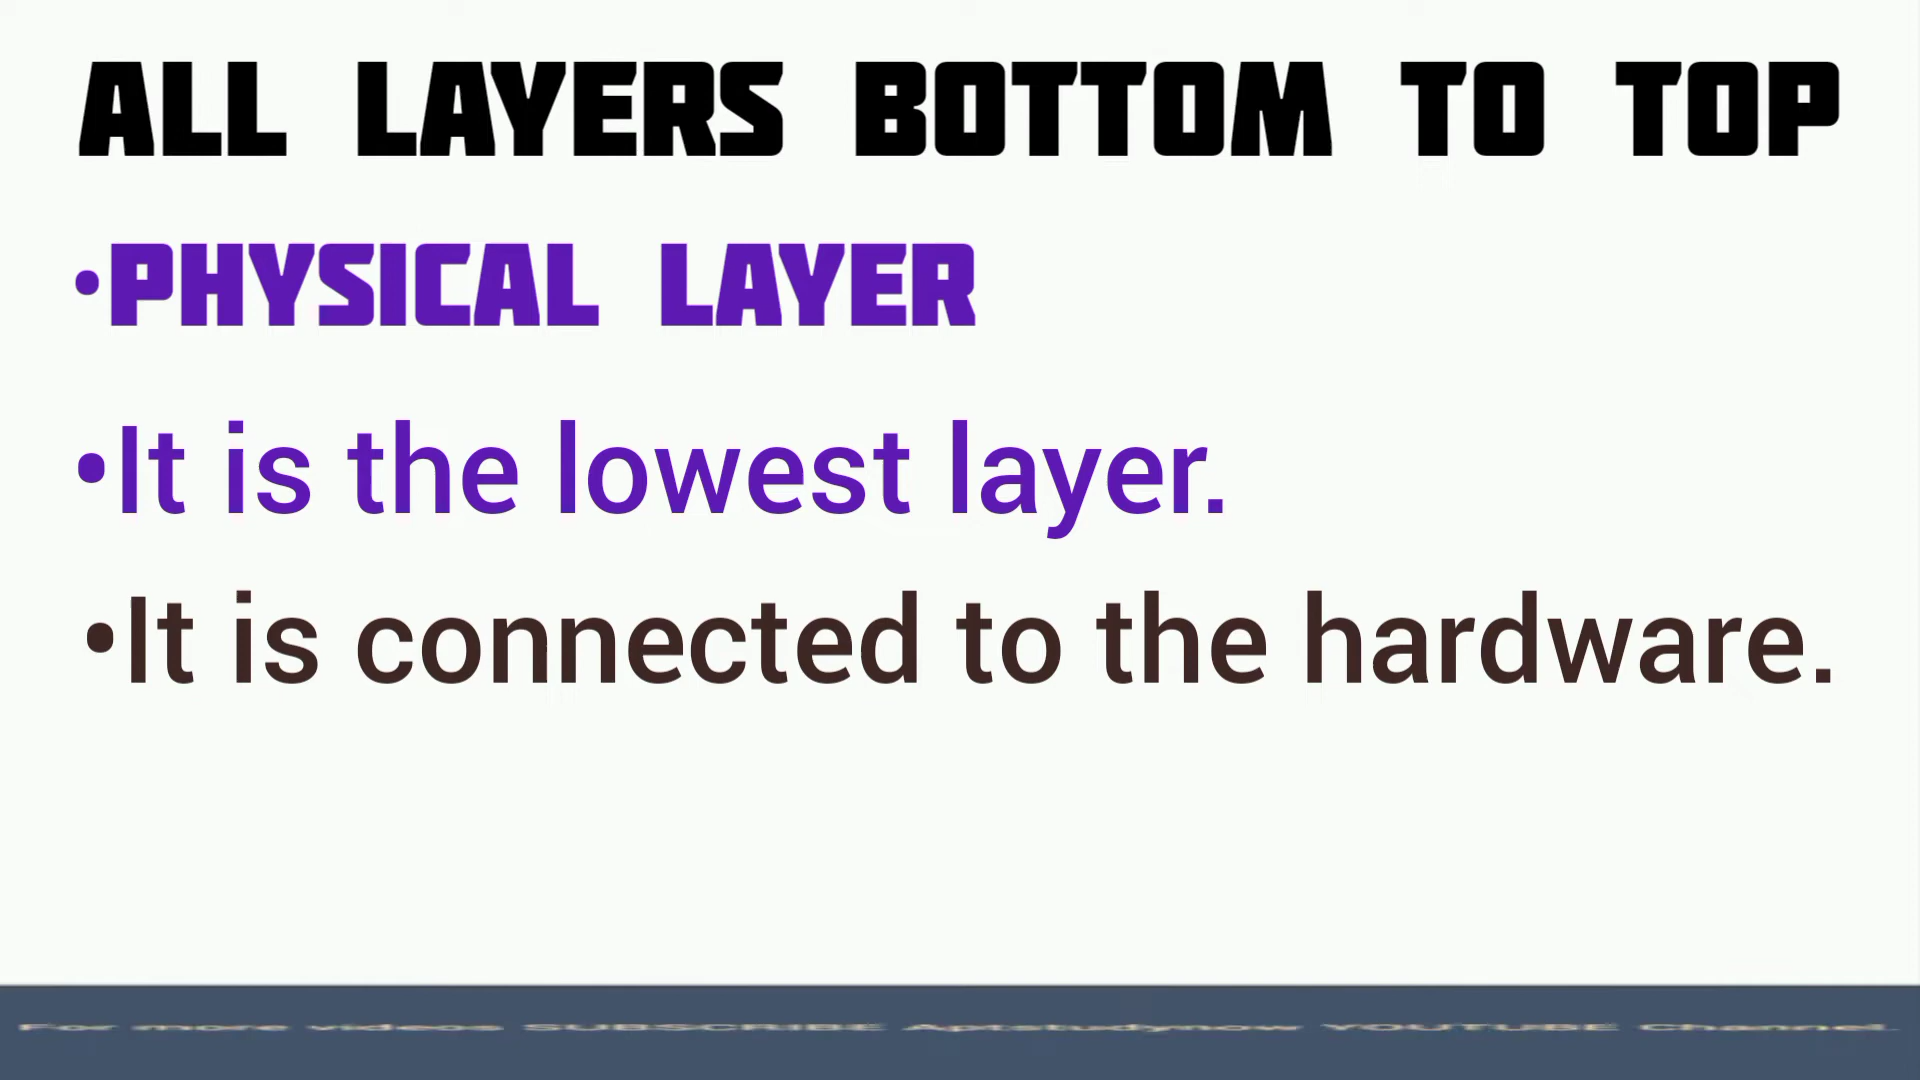 ALL LAYERS BOTTOM TO TOP
•PHYSICAL LAYER
•It is the lowest layer.
•It is connected to the hardware.
For more videos SUBSCRIBE Aptstudynow YOUTUBE Channel.